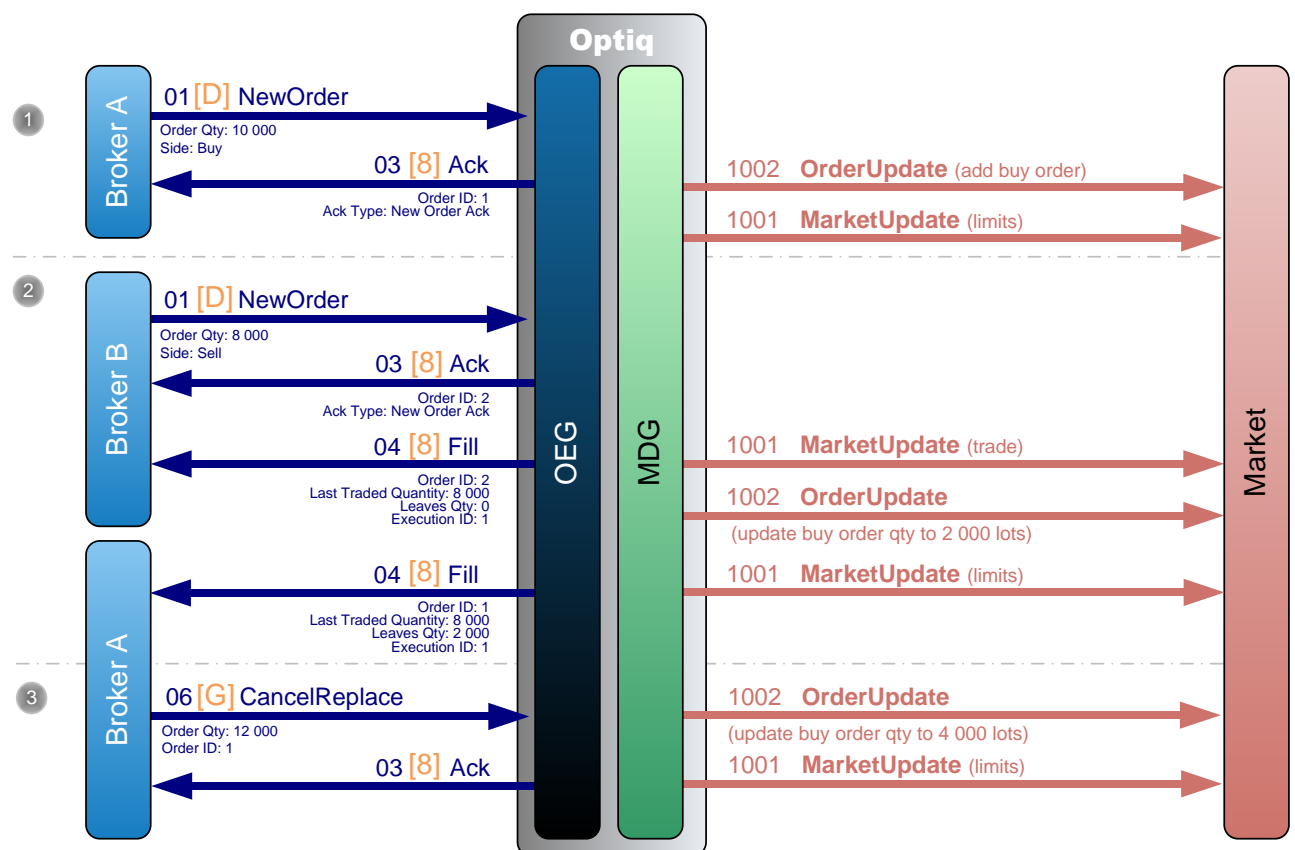 Optiq
1
Broker A
01 [D] NewOrder
Order Qty: 10 000
Side: Buy
03 [8] Ack
Order ID: 1
Ack Type: New Order Ack
1002 OrderUpdate (add buy order)
1001 MarketUpdate (limits)
2
Broker B
01 [D] NewOrder
Order Qty: 8 000
Side: Sell
03 [8] Ack
Order ID: 2
Ack Type: New Order Ack
04 [8] Fill
Order ID: 2
Last Traded Quantity: 8 000
Leaves Qty: 0
Execution ID: 1
OEG
MDG
1001 MarketUpdate (trade)
1002 OrderUpdate
(update buy order qty to 2 000 lots)
Market
Broker A
04 [8] Fill
Order ID: 1
Last Traded Quantity: 8 000
Leaves Qty: 2 000
Execution ID: 1
1001 MarketUpdate (limits)
3
06 [G] CancelReplace
Order Qty: 12 000
Order ID: 1
03 [8] Ack
1002 OrderUpdate
(update buy order qty to 4 000 lots)
1001 MarketUpdate (limits)